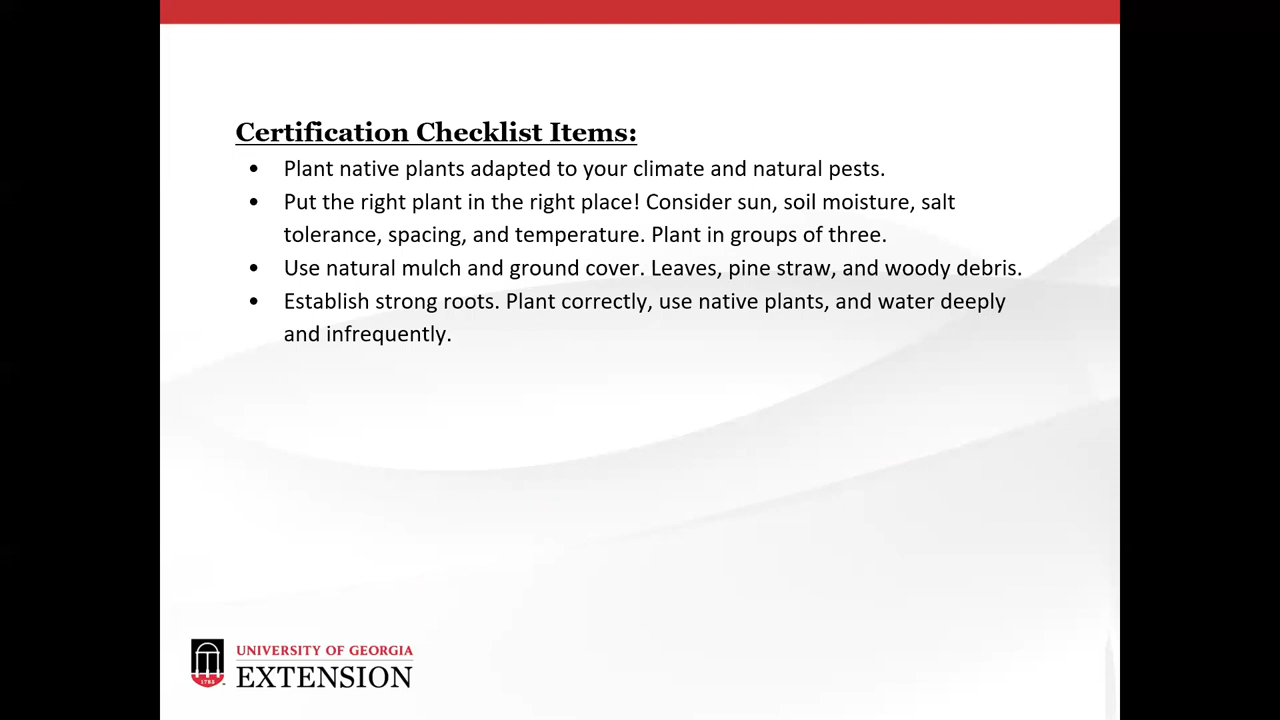 Certification Checklist Items:
• Plant native plants adapted to your climate and natural pests.
• Put the right plant in the right place! Consider sun, soil moisture, salt
tolerance, spacing, and temperature. Plant in groups of three.
• Use natural mulch and ground cover. Leaves, pine straw, and woody debris.
• Establish strong roots. Plant correctly, use native plants, and water deeply
and infrequently.
1785
UNIVERSITY OF GEORGIA
EXTENSION